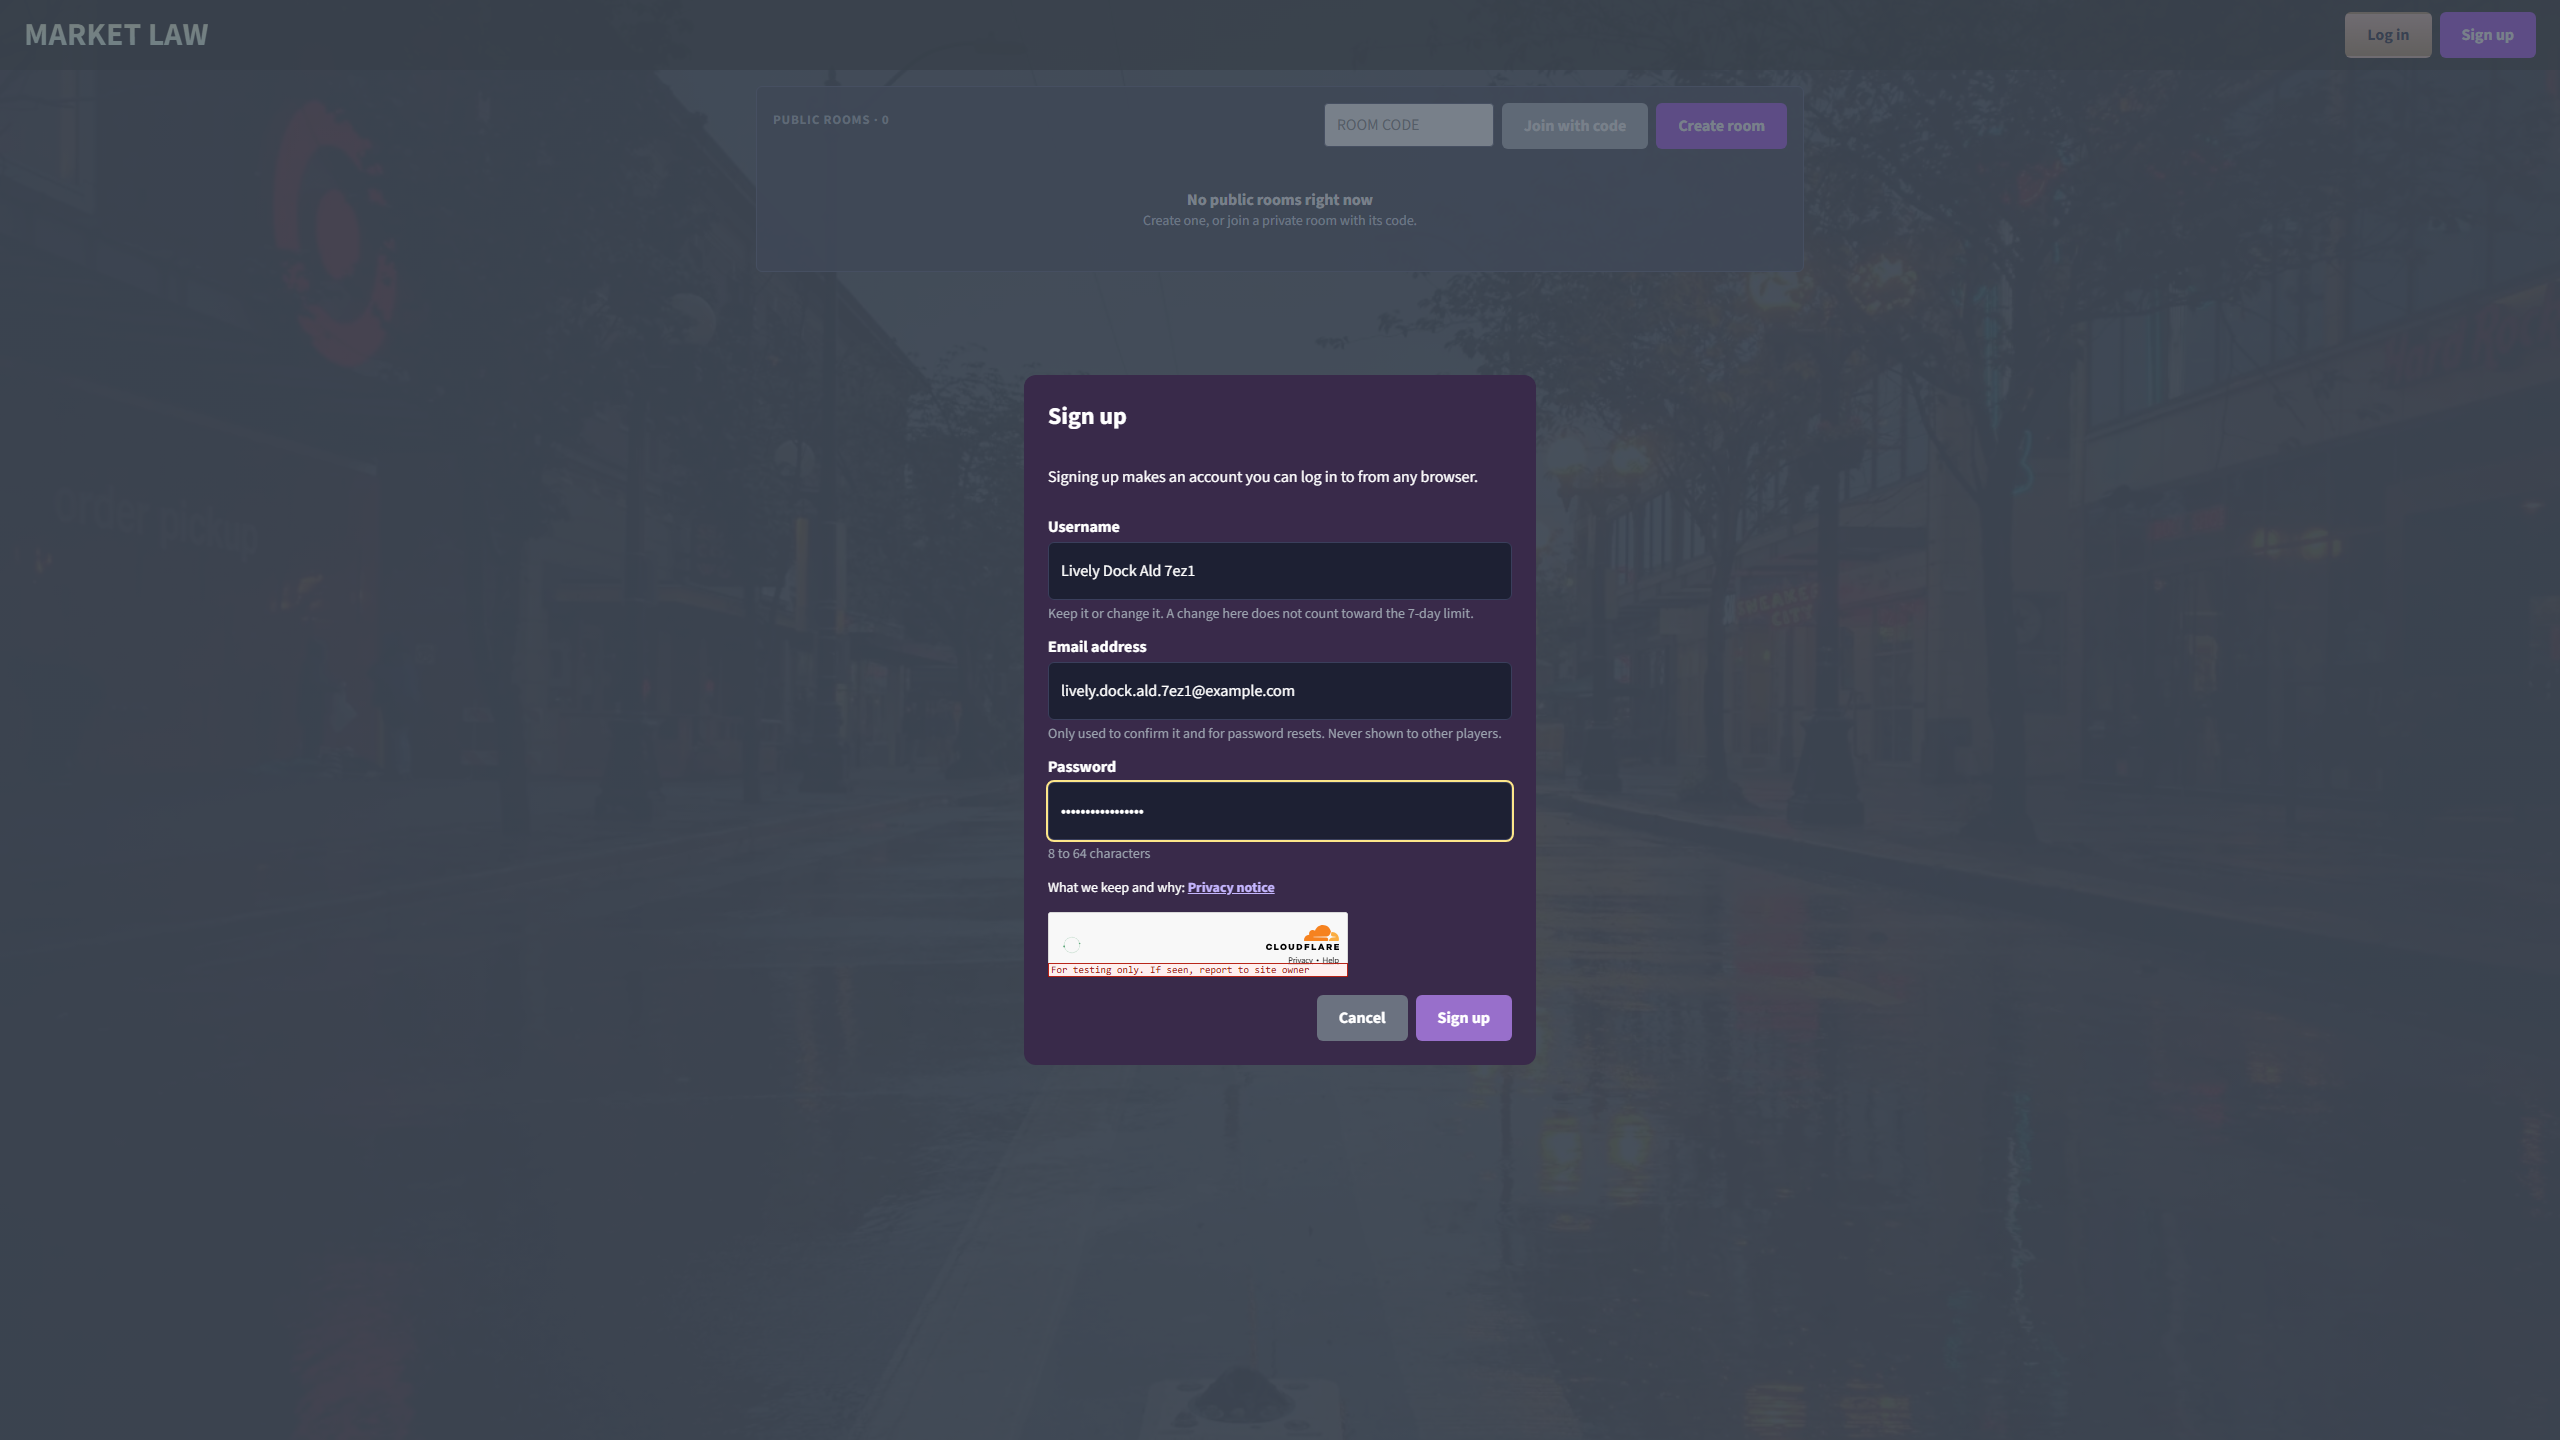 MARKET LAW
Log in
Sign up
PUBLIC ROOMS · 0
ROOM CODE
Join with code
Create room
No public rooms right now
Create one, or join a private room with its code.
order pickup
SNEAKER
CITY
Sign up
Signing up makes an account you can log in to from any browser.
Username
Lively Dock Ald 7ez1
Keep it or change it. A change here does not count toward the 7-day limit.
Email address
lively.dock.ald.7ez1@example.com
Only used to confirm it and for password resets. Never shown to other players.
Password
•••••••••••••••••
8 to 64 characters
What we keep and why: Privacy notice
CLOUDFLARE
Privacy • Help
For testing only. If seen, report to site owner
Cancel
Sign up